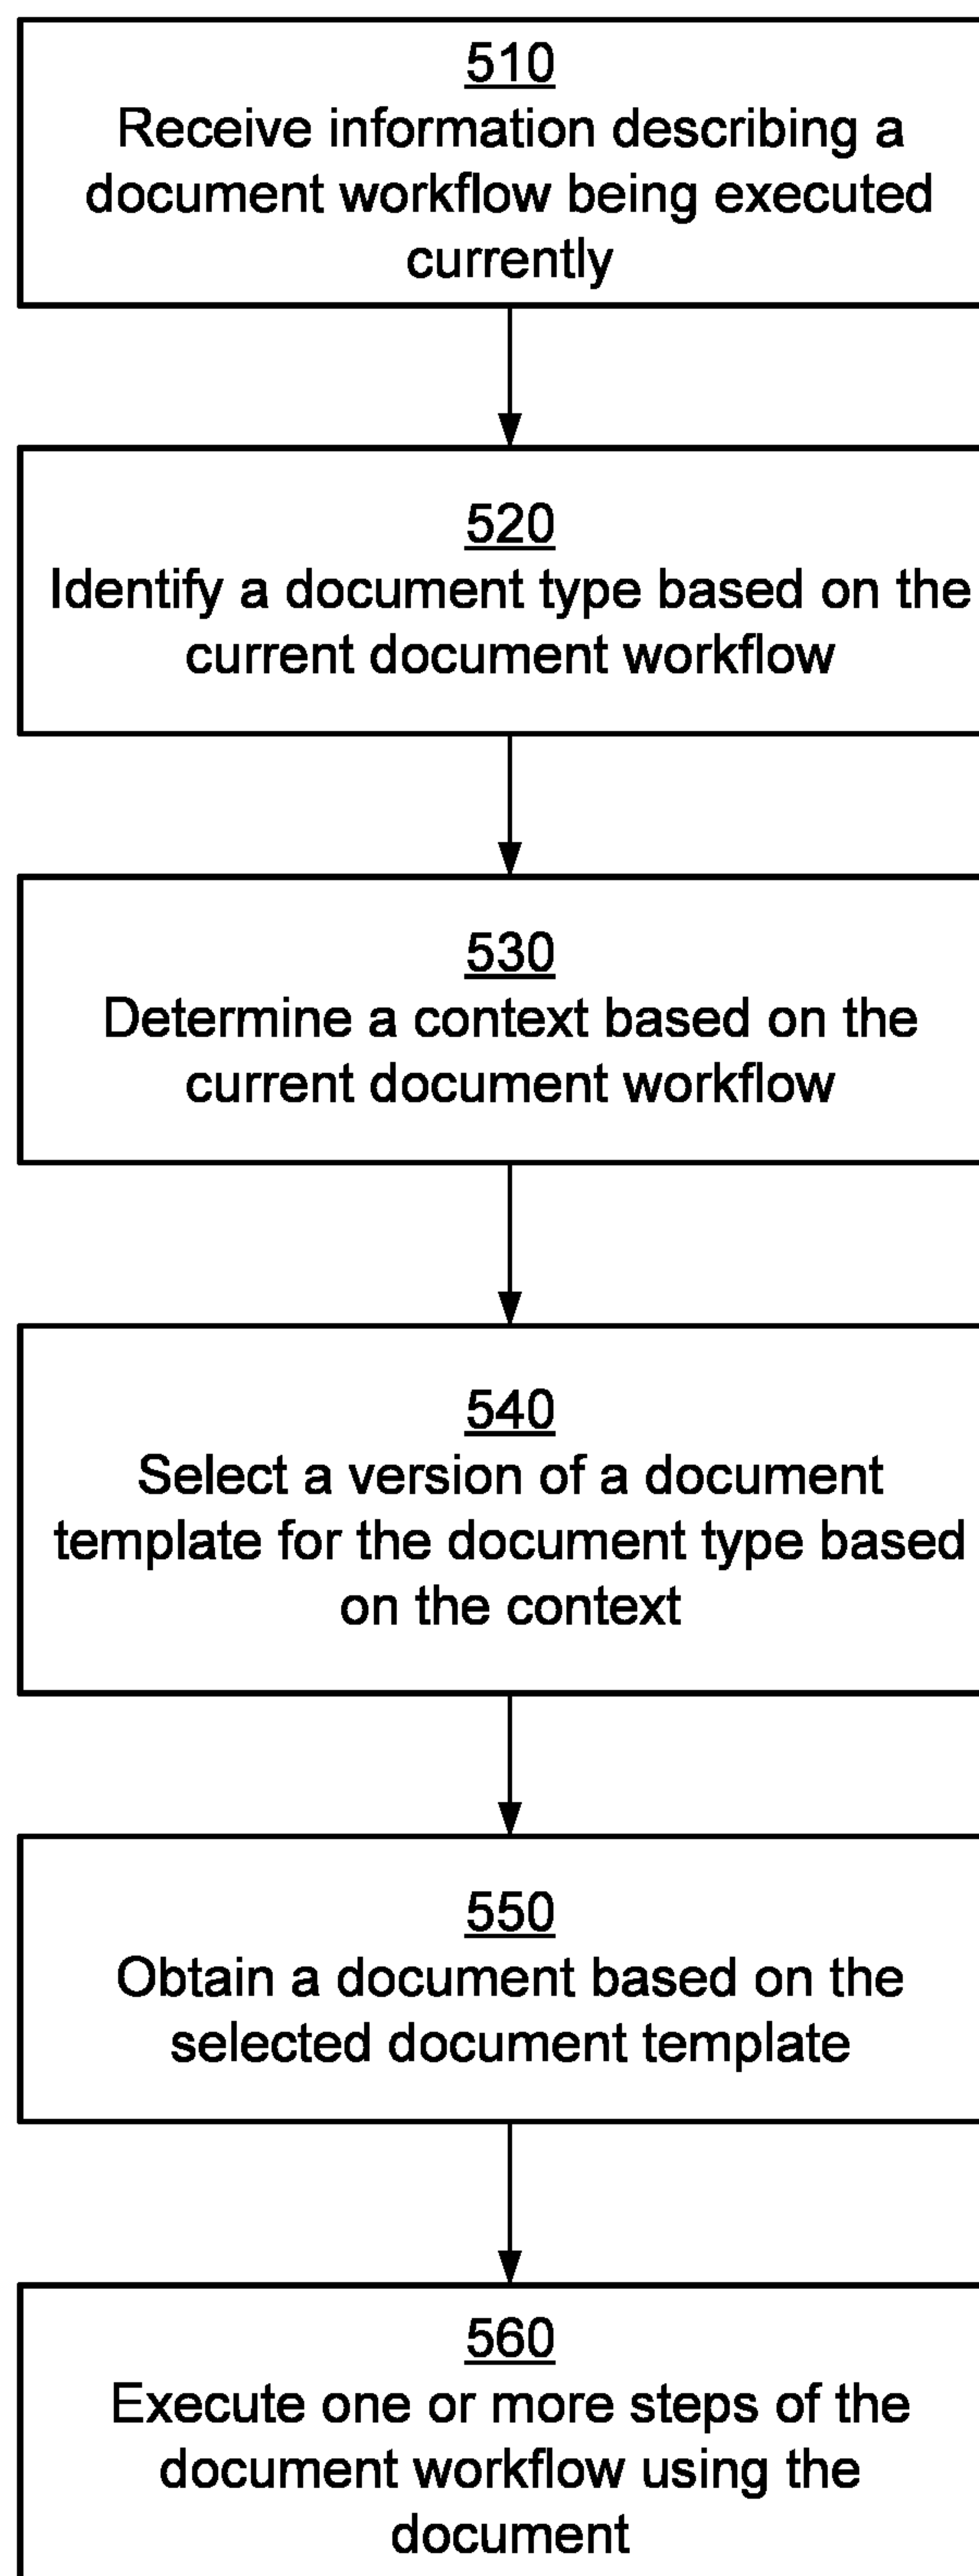 510
Receive information describing a
document workflow being executed
currently
520
Identify a document type based on the
current document workflow
530
Determine a context based on the
current document workflow
540
Select a version of a document
template for the document type based
on the context
550
Obtain a document based on the
selected document template
560
Execute one or more steps of the
document workflow using the
document